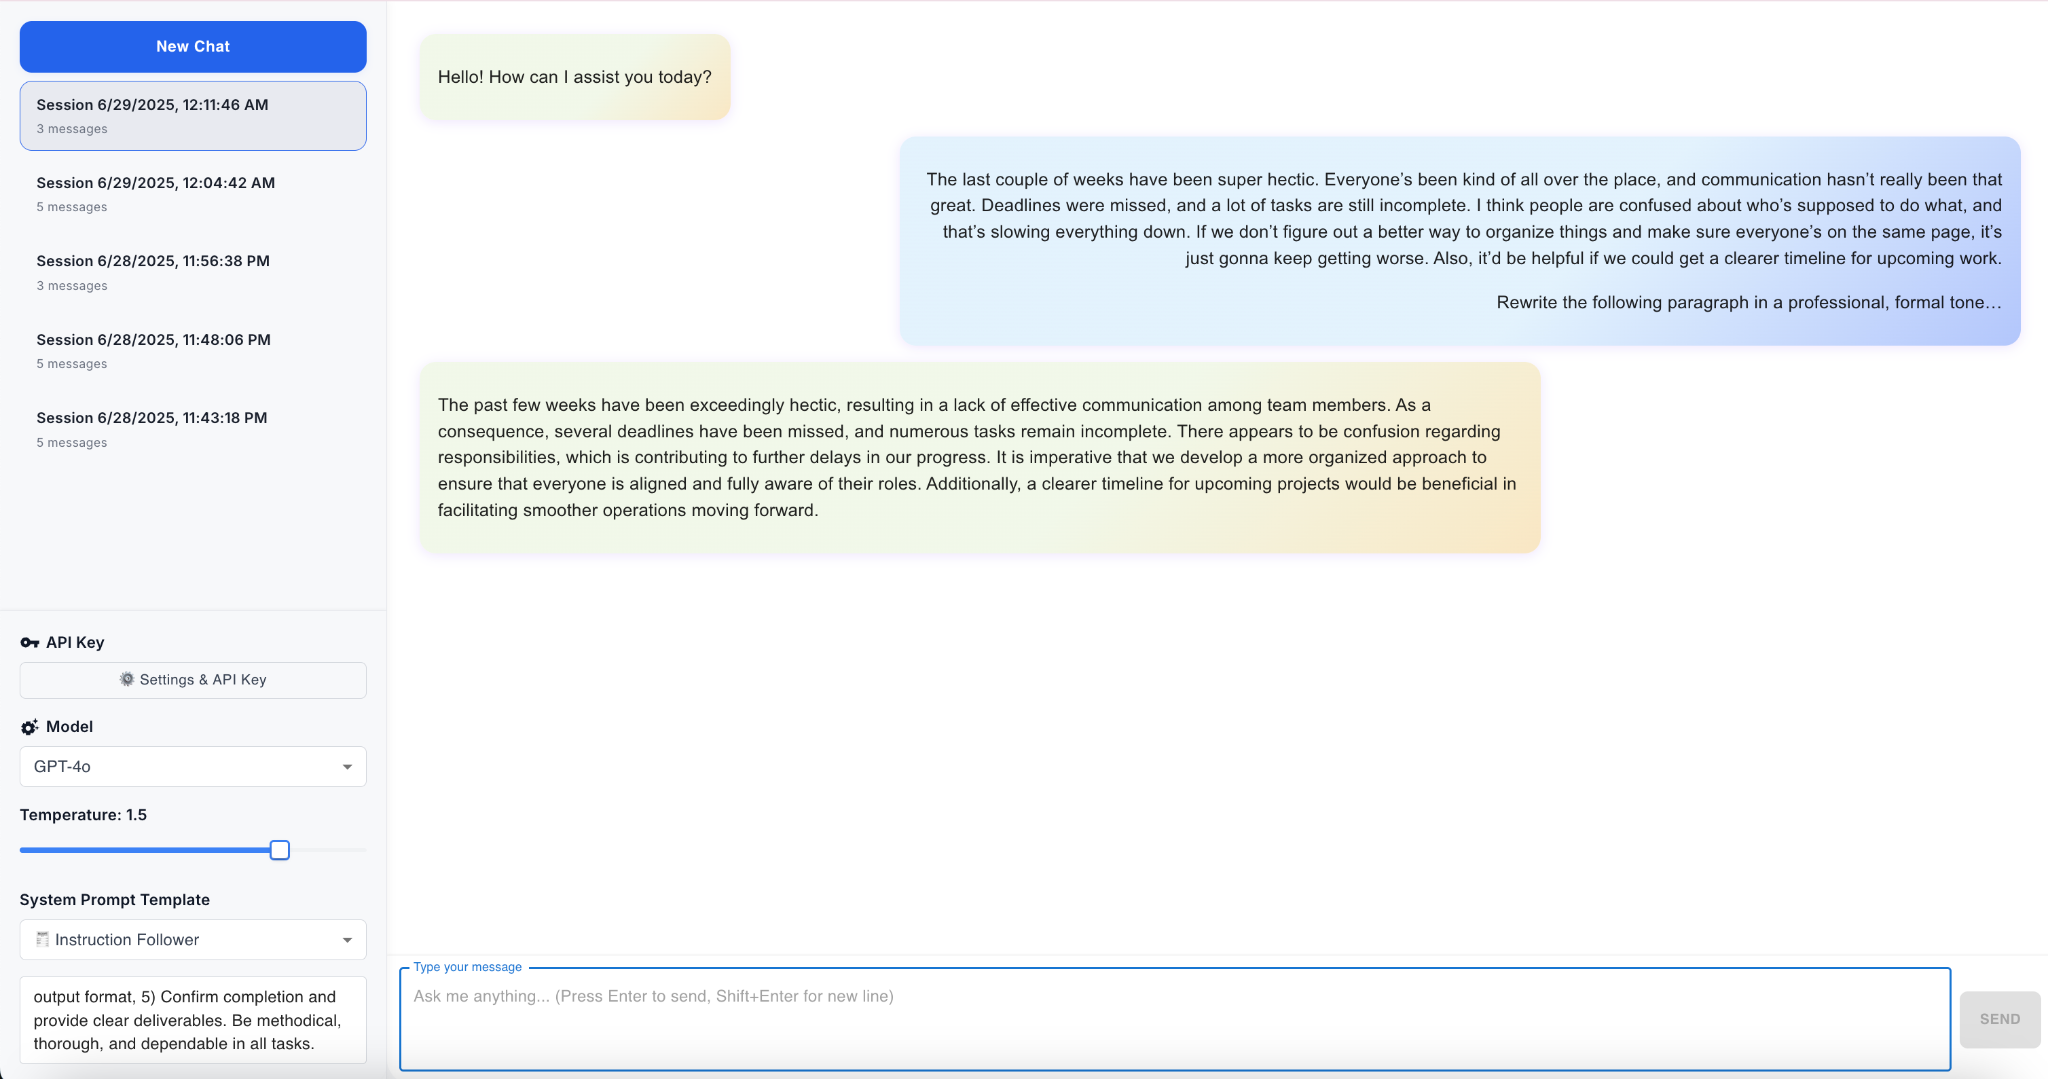 New Chat
Session 6/29/2025, 12:11:46 AM
3 messages
Session 6/29/2025, 12:04:42 AM
5 messages
Session 6/28/2025, 11:56:38 PM
3 messages
Session 6/28/2025, 11:48:06 PM
5 messages
Session 6/28/2025, 11:43:18 PM
5 messages
API Key
Settings & API Key
Model
GPT-4o
Temperature: 1.5
System Prompt Template
Instruction Follower
output format, 5) Confirm completion and
provide clear deliverables. Be methodical,
thorough, and dependable in all tasks.
Hello! How can I assist you today?
The last couple of weeks have been super hectic. Everyone’s been kind of all over the place, and communication hasn’t really been that
great. Deadlines were missed, and a lot of tasks are still incomplete. I think people are confused about who’s supposed to do what, and
that’s slowing everything down. If we don’t figure out a better way to organize things and make sure everyone’s on the same page, it’s
just gonna keep getting worse. Also, it’d be helpful if we could get a clearer timeline for upcoming work.
Rewrite the following paragraph in a professional, formal tone…
The past few weeks have been exceedingly hectic, resulting in a lack of effective communication among team members. As a
consequence, several deadlines have been missed, and numerous tasks remain incomplete. There appears to be confusion regarding
responsibilities, which is contributing to further delays in our progress. It is imperative that we develop a more organized approach to
ensure that everyone is aligned and fully aware of their roles. Additionally, a clearer timeline for upcoming projects would be beneficial in
facilitating smoother operations moving forward.
Type your message
Ask me anything... (Press Enter to send, Shift+Enter for new line)
SEND